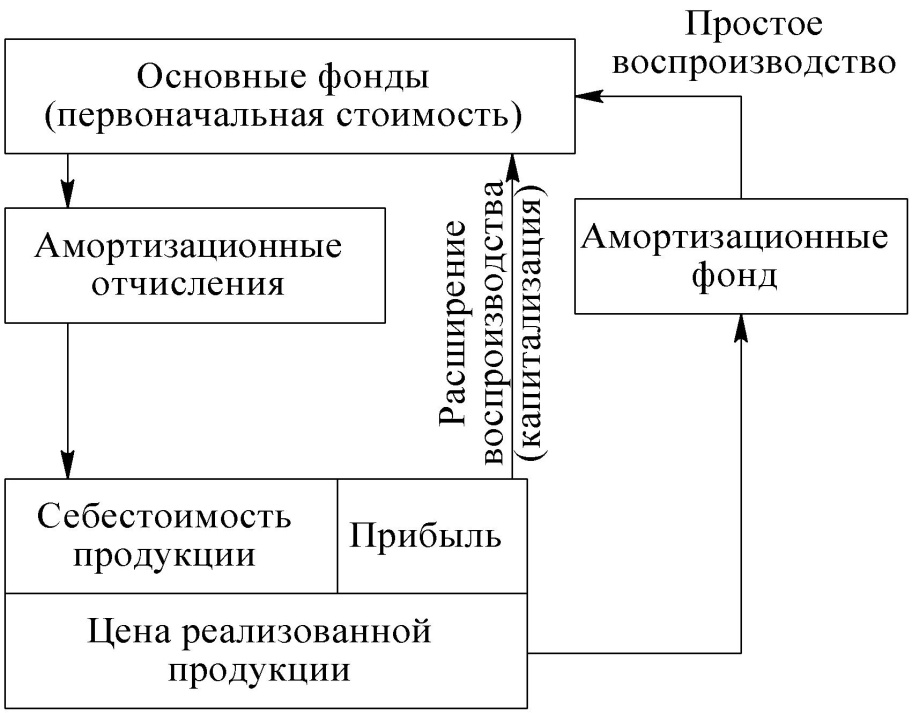 Простое
воспроизводство
Основные фонды
(первоначальная стоимость)
Амортизационные
отчисления
Расширение
воспроизводства
(капитализация)
Амортизационные
фонд
Себестоимость
продукции
Прибыль
Цена реализованной
продукции